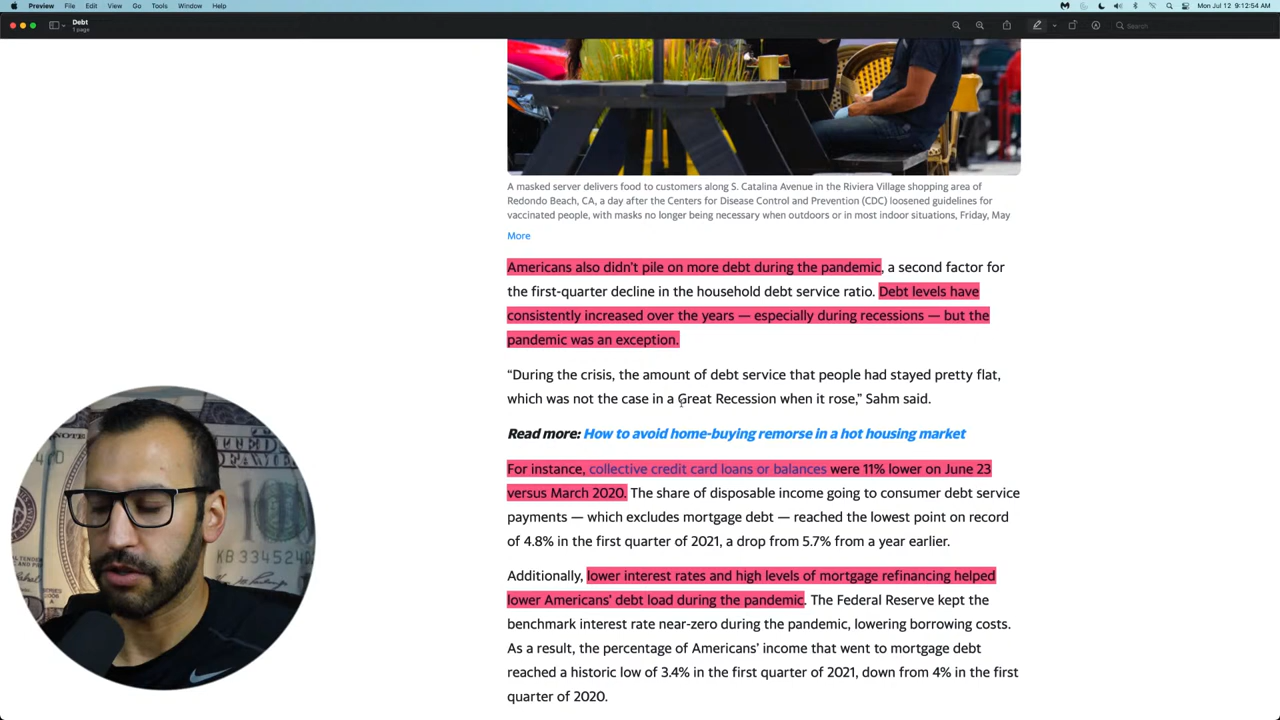 Preview File Edit View Go Tools Window Help Mon Jul 12 9:12:54 AM
Debt
1 page
Search
A masked server delivers food to customers along S. Catalina Avenue in the Riviera Village shopping area of
Redondo Beach, CA, a day after the Centers for Disease Control and Prevention (CDC) loosened guidelines for
vaccinated people, with masks no longer being necessary when outdoors or in most indoor situations, Friday, May
More
Americans also didn't pile on more debt during the pandemic, a second factor for
the first-quarter decline in the household debt service ratio. Debt levels have
consistently increased over the years — especially during recessions — but the
pandemic was an exception.
“During the crisis, the amount of debt service that people had stayed pretty flat,
which was not the case in a Great Recession when it rose,” Sahm said.
Read more: How to avoid home-buying remorse in a hot housing market
For instance, collective credit card loans or balances were 11% lower on June 23
versus March 2020. The share of disposable income going to consumer debt service
payments — which excludes mortgage debt — reached the lowest point on record
of 4.8% in the first quarter of 2021, a drop from 5.7% from a year earlier.
Additionally, lower interest rates and high levels of mortgage refinancing helped
lower Americans’ debt load during the pandemic. The Federal Reserve kept the
benchmark interest rate near-zero during the pandemic, lowering borrowing costs.
As a result, the percentage of Americans’ income that went to mortgage debt
reached a historic low of 3.4% in the first quarter of 2021, down from 4% in the first
quarter of 2020.